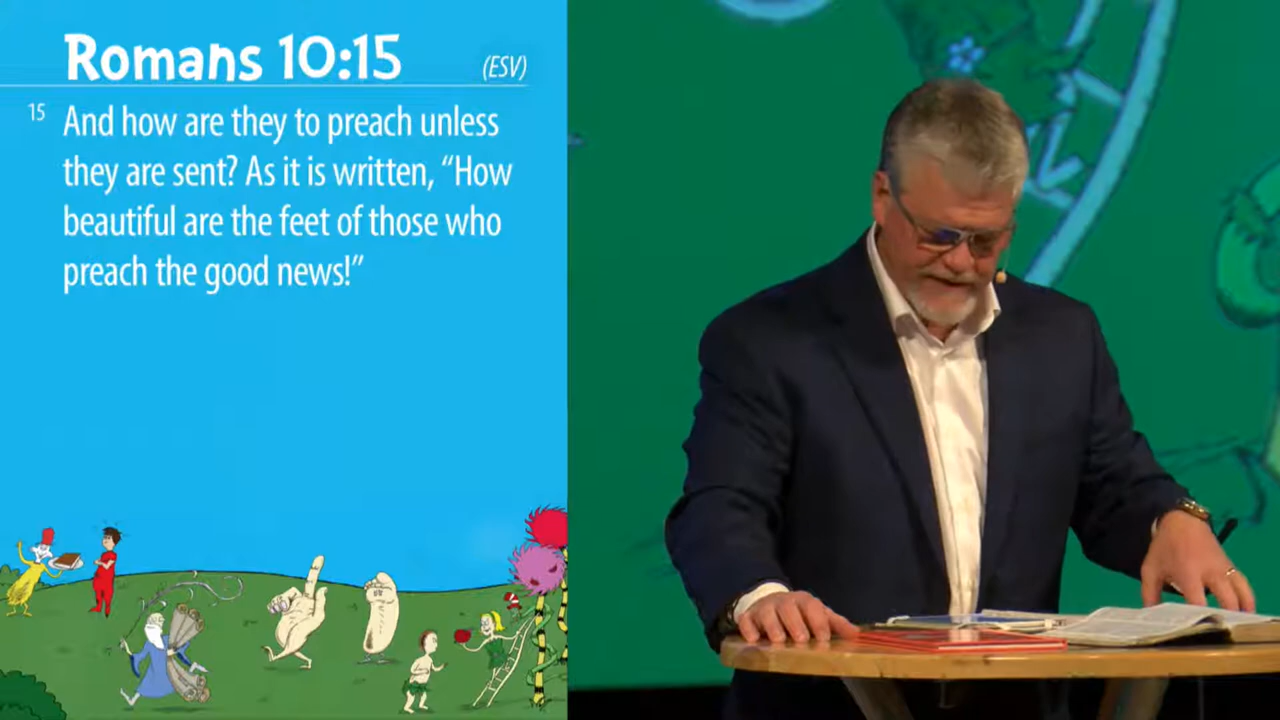 Romans 10:15 (ESV)
15 And how are they to preach unless
they are sent? As it is written, “How
beautiful are the feet of those who
preach the good news!”